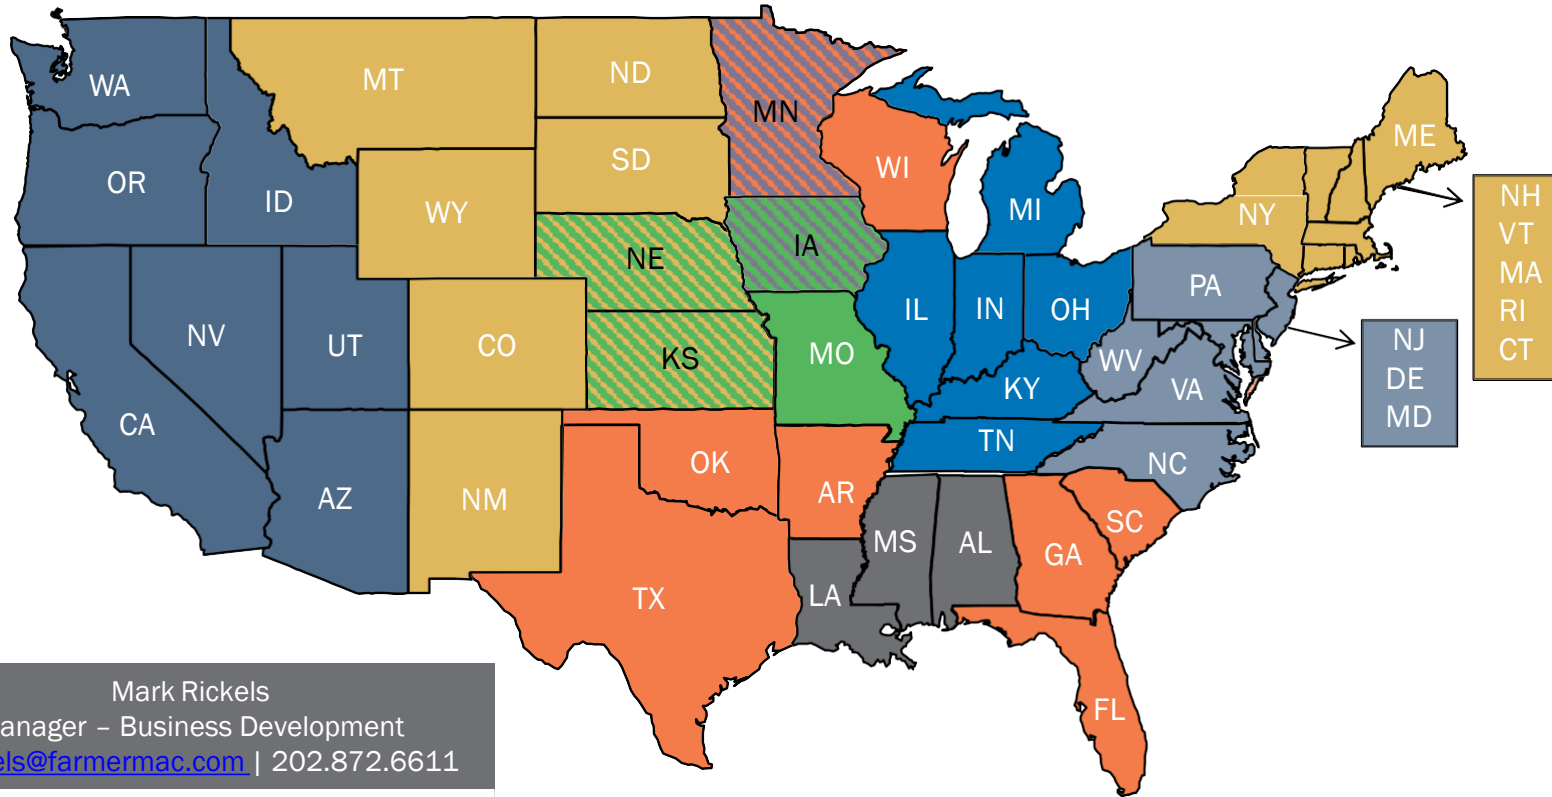 WA
MT
ND
MN
ME
OR
ID
WY
SD
WI
MI
NY
NH
VT
MA
RI
CT
NE
IA
PA
NV
UT
CO
KS
MO
IL
IN
OH
WV
VA
NJ
DE
MD
KY
CA
TN
NC
AZ
NM
OK
AR
MS
AL
GA
SC
TX
LA
FL
Mark Rickels
anager – Business Development
els@farmermac.com | 202.872.6611